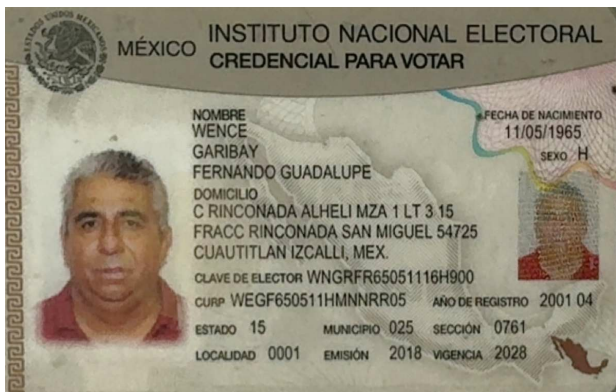 ESTADOS UNIDOS MEXICANOS
MÉXICO
INSTITUTO NACIONAL ELECTORAL
CREDENCIAL PARA VOTAR
NOMBRE
WENCE
GARIBAY
FERNANDO GUADALUPE
FECHA DE NACIMIENTO
11/05/1965
SEXO H
DOMICILIO
C RINCONADA ALHELI MZA 1 LT 3 15
FRACC RINCONADA SAN MIGUEL 54725
CUAUTITLAN IZCALLI, MEX.
CLAVE DE ELECTOR WNGRFR65051116H900
CURP WEGF650511HMNNRR05 AÑO DE REGISTRO 2001 04
ESTADO 15 MUNICIPIO 025 SECCIÓN 0761
LOCALIDAD 0001 EMISIÓN 2018 VIGENCIA 2028